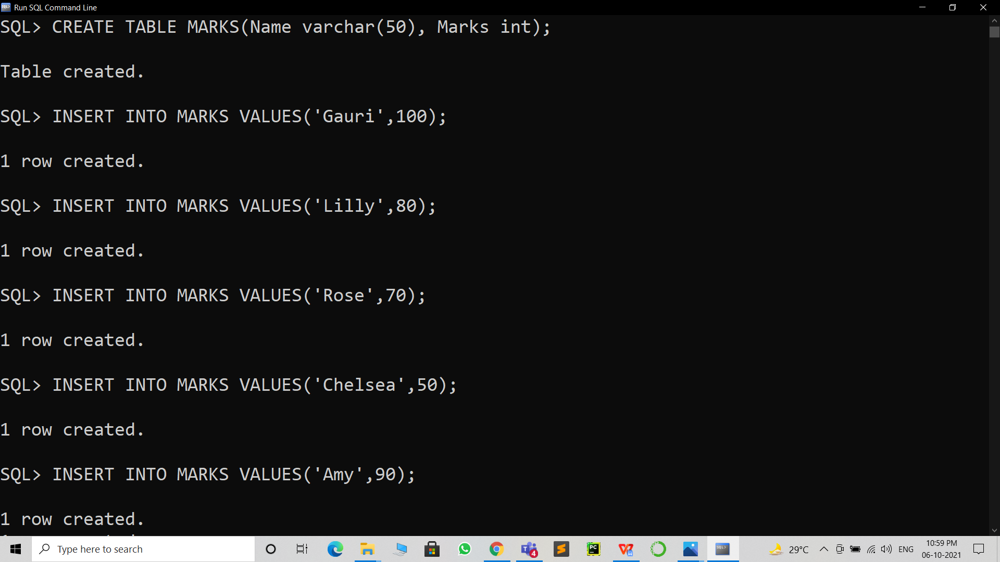 Run SQL Command Line
SQL> CREATE TABLE MARKS(Name varchar(50), Marks int);
Table created.
SQL> INSERT INTO MARKS VALUES('Gauri',100);
1 row created.
SQL> INSERT INTO MARKS VALUES('Lilly',80);
1 row created.
SQL> INSERT INTO MARKS VALUES('Rose',70);
1 row created.
SQL> INSERT INTO MARKS VALUES('Chelsea',50);
1 row created.
SQL> INSERT INTO MARKS VALUES('Amy',90);
1 row created.
Type here to search
4
PC
SQL>
29°C
ENG
10:59 PM
06-10-2021